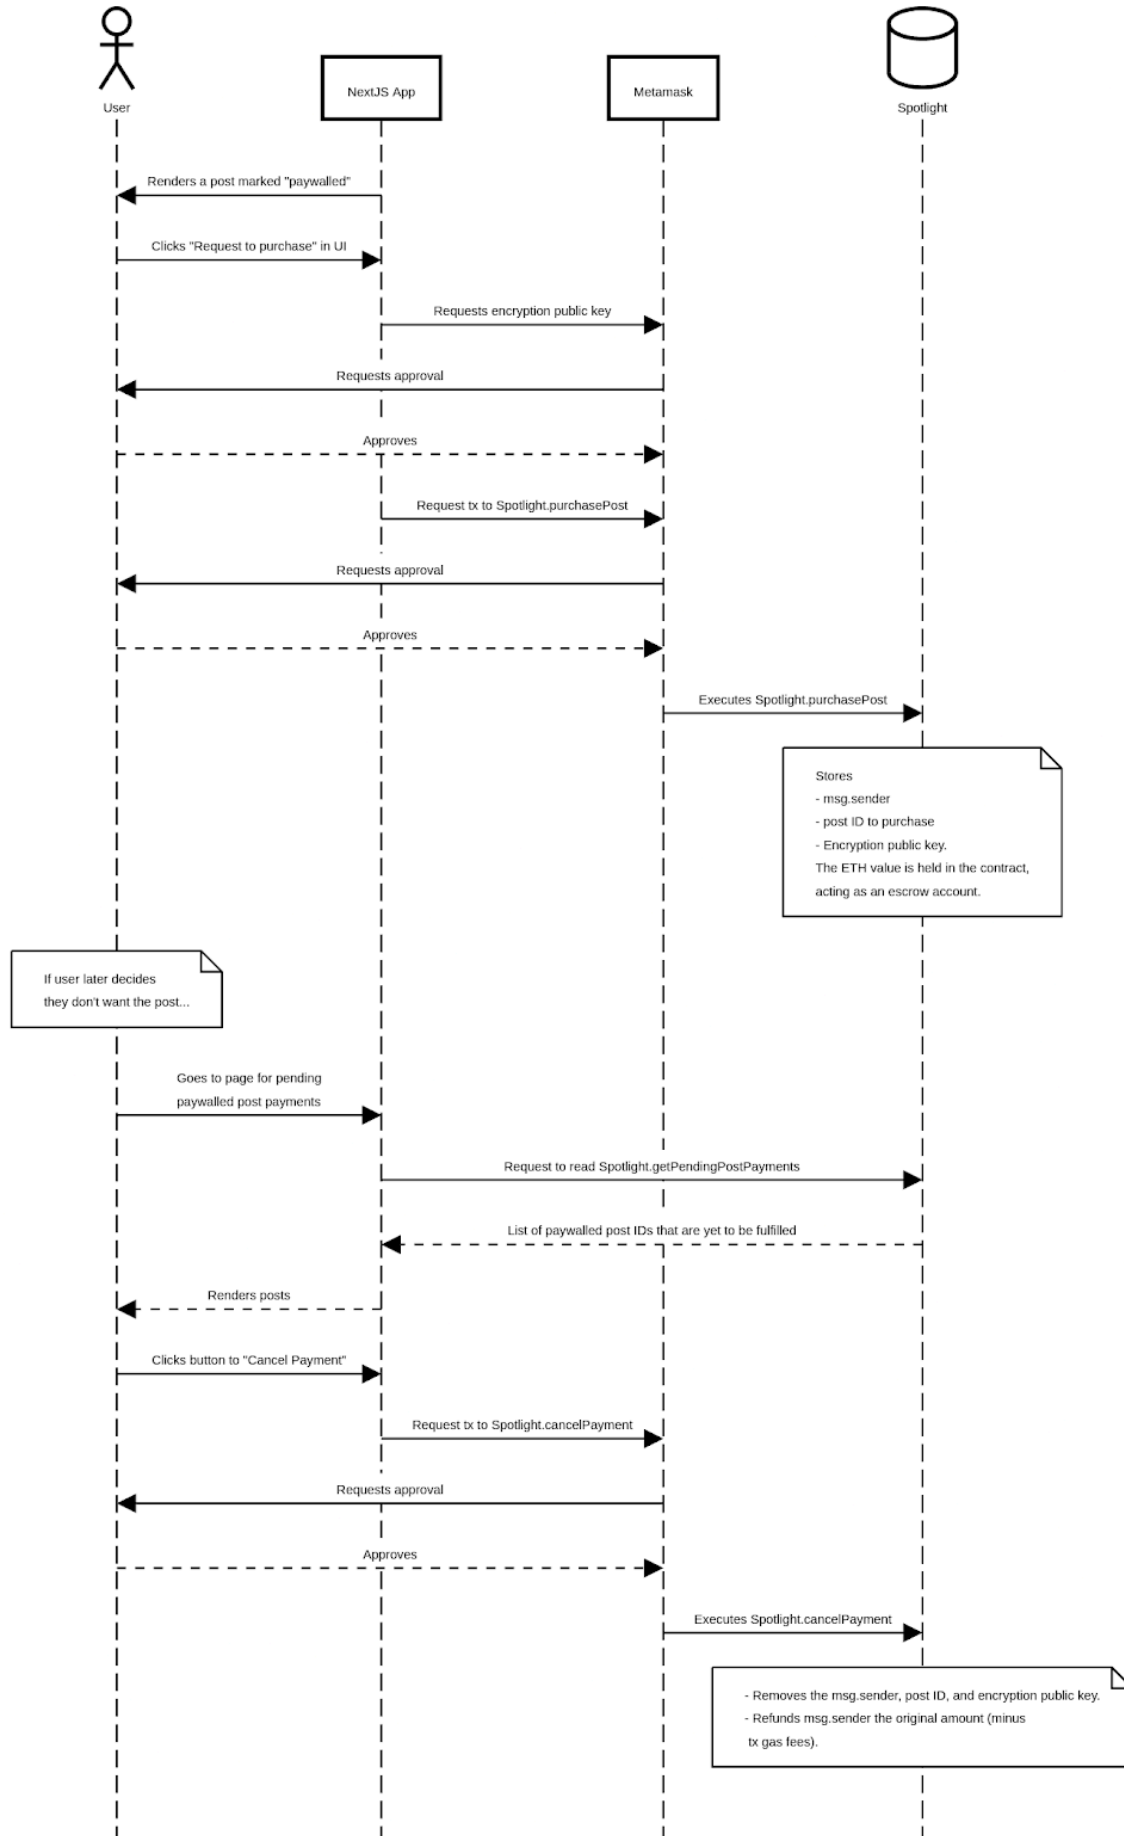 User
NextJS App
Metamask
Spotlight
Renders a post marked "paywalled"
Clicks "Request to purchase" in UI
Requests encryption public key
Requests approval
Approves
Request tx to Spotlight.purchasePost
Requests approval
Approves
Executes Spotlight.purchasePost
Stores
- msg.sender
- post ID to purchase
- Encryption public key.
The ETH value is held in the contract,
acting as an escrow account.
If user later decides
they don't want the post...
Goes to page for pending
paywalled post payments
Request to read Spotlight.getPendingPostPayments
List of paywalled post IDs that are yet to be fulfilled
Renders posts
Clicks button to "Cancel Payment"
Request tx to Spotlight.cancelPayment
Requests approval
Approves
Executes Spotlight.cancelPayment
- Removes the msg.sender, post ID, and encryption public key.
- Refunds msg.sender the original amount (minus
tx gas fees).